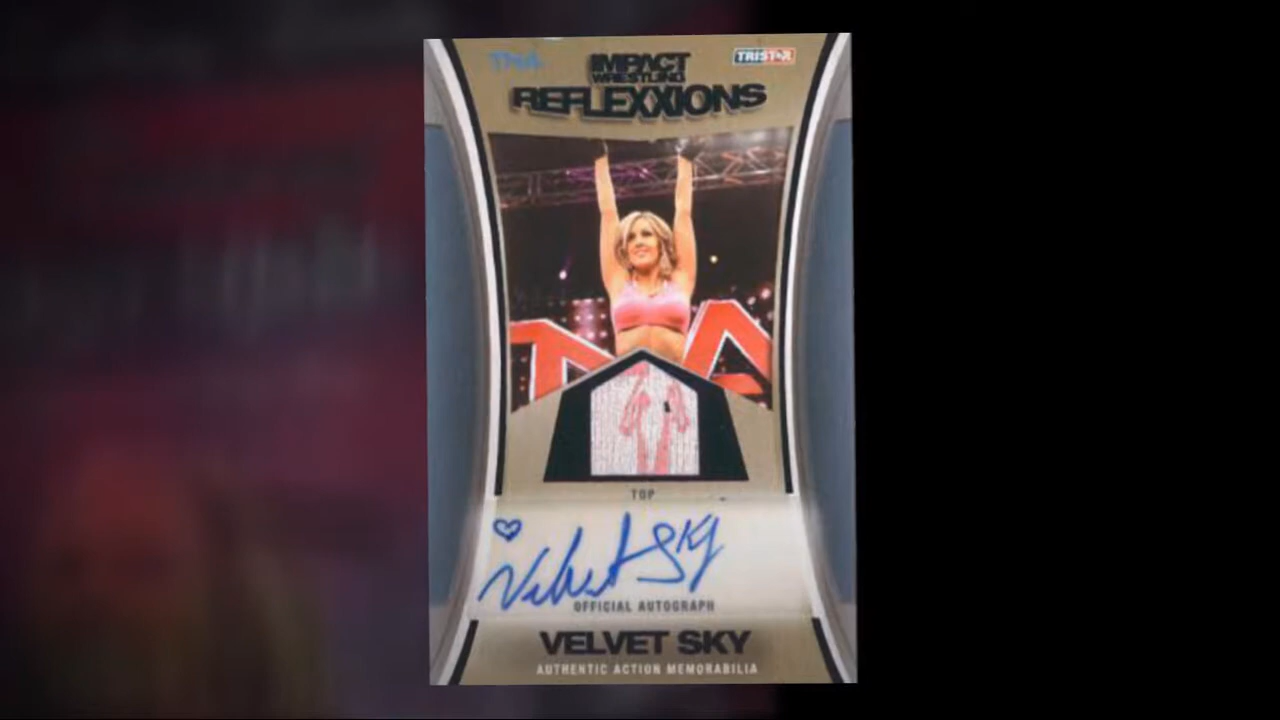 TRISTAR
IMPACT
WRESTLING
REFLEXXIONS
TNA
TOP
Velvet Sky
OFFICIAL AUTOGRAPH
VELVET SKY
AUTHENTIC ACTION MEMORABILIA